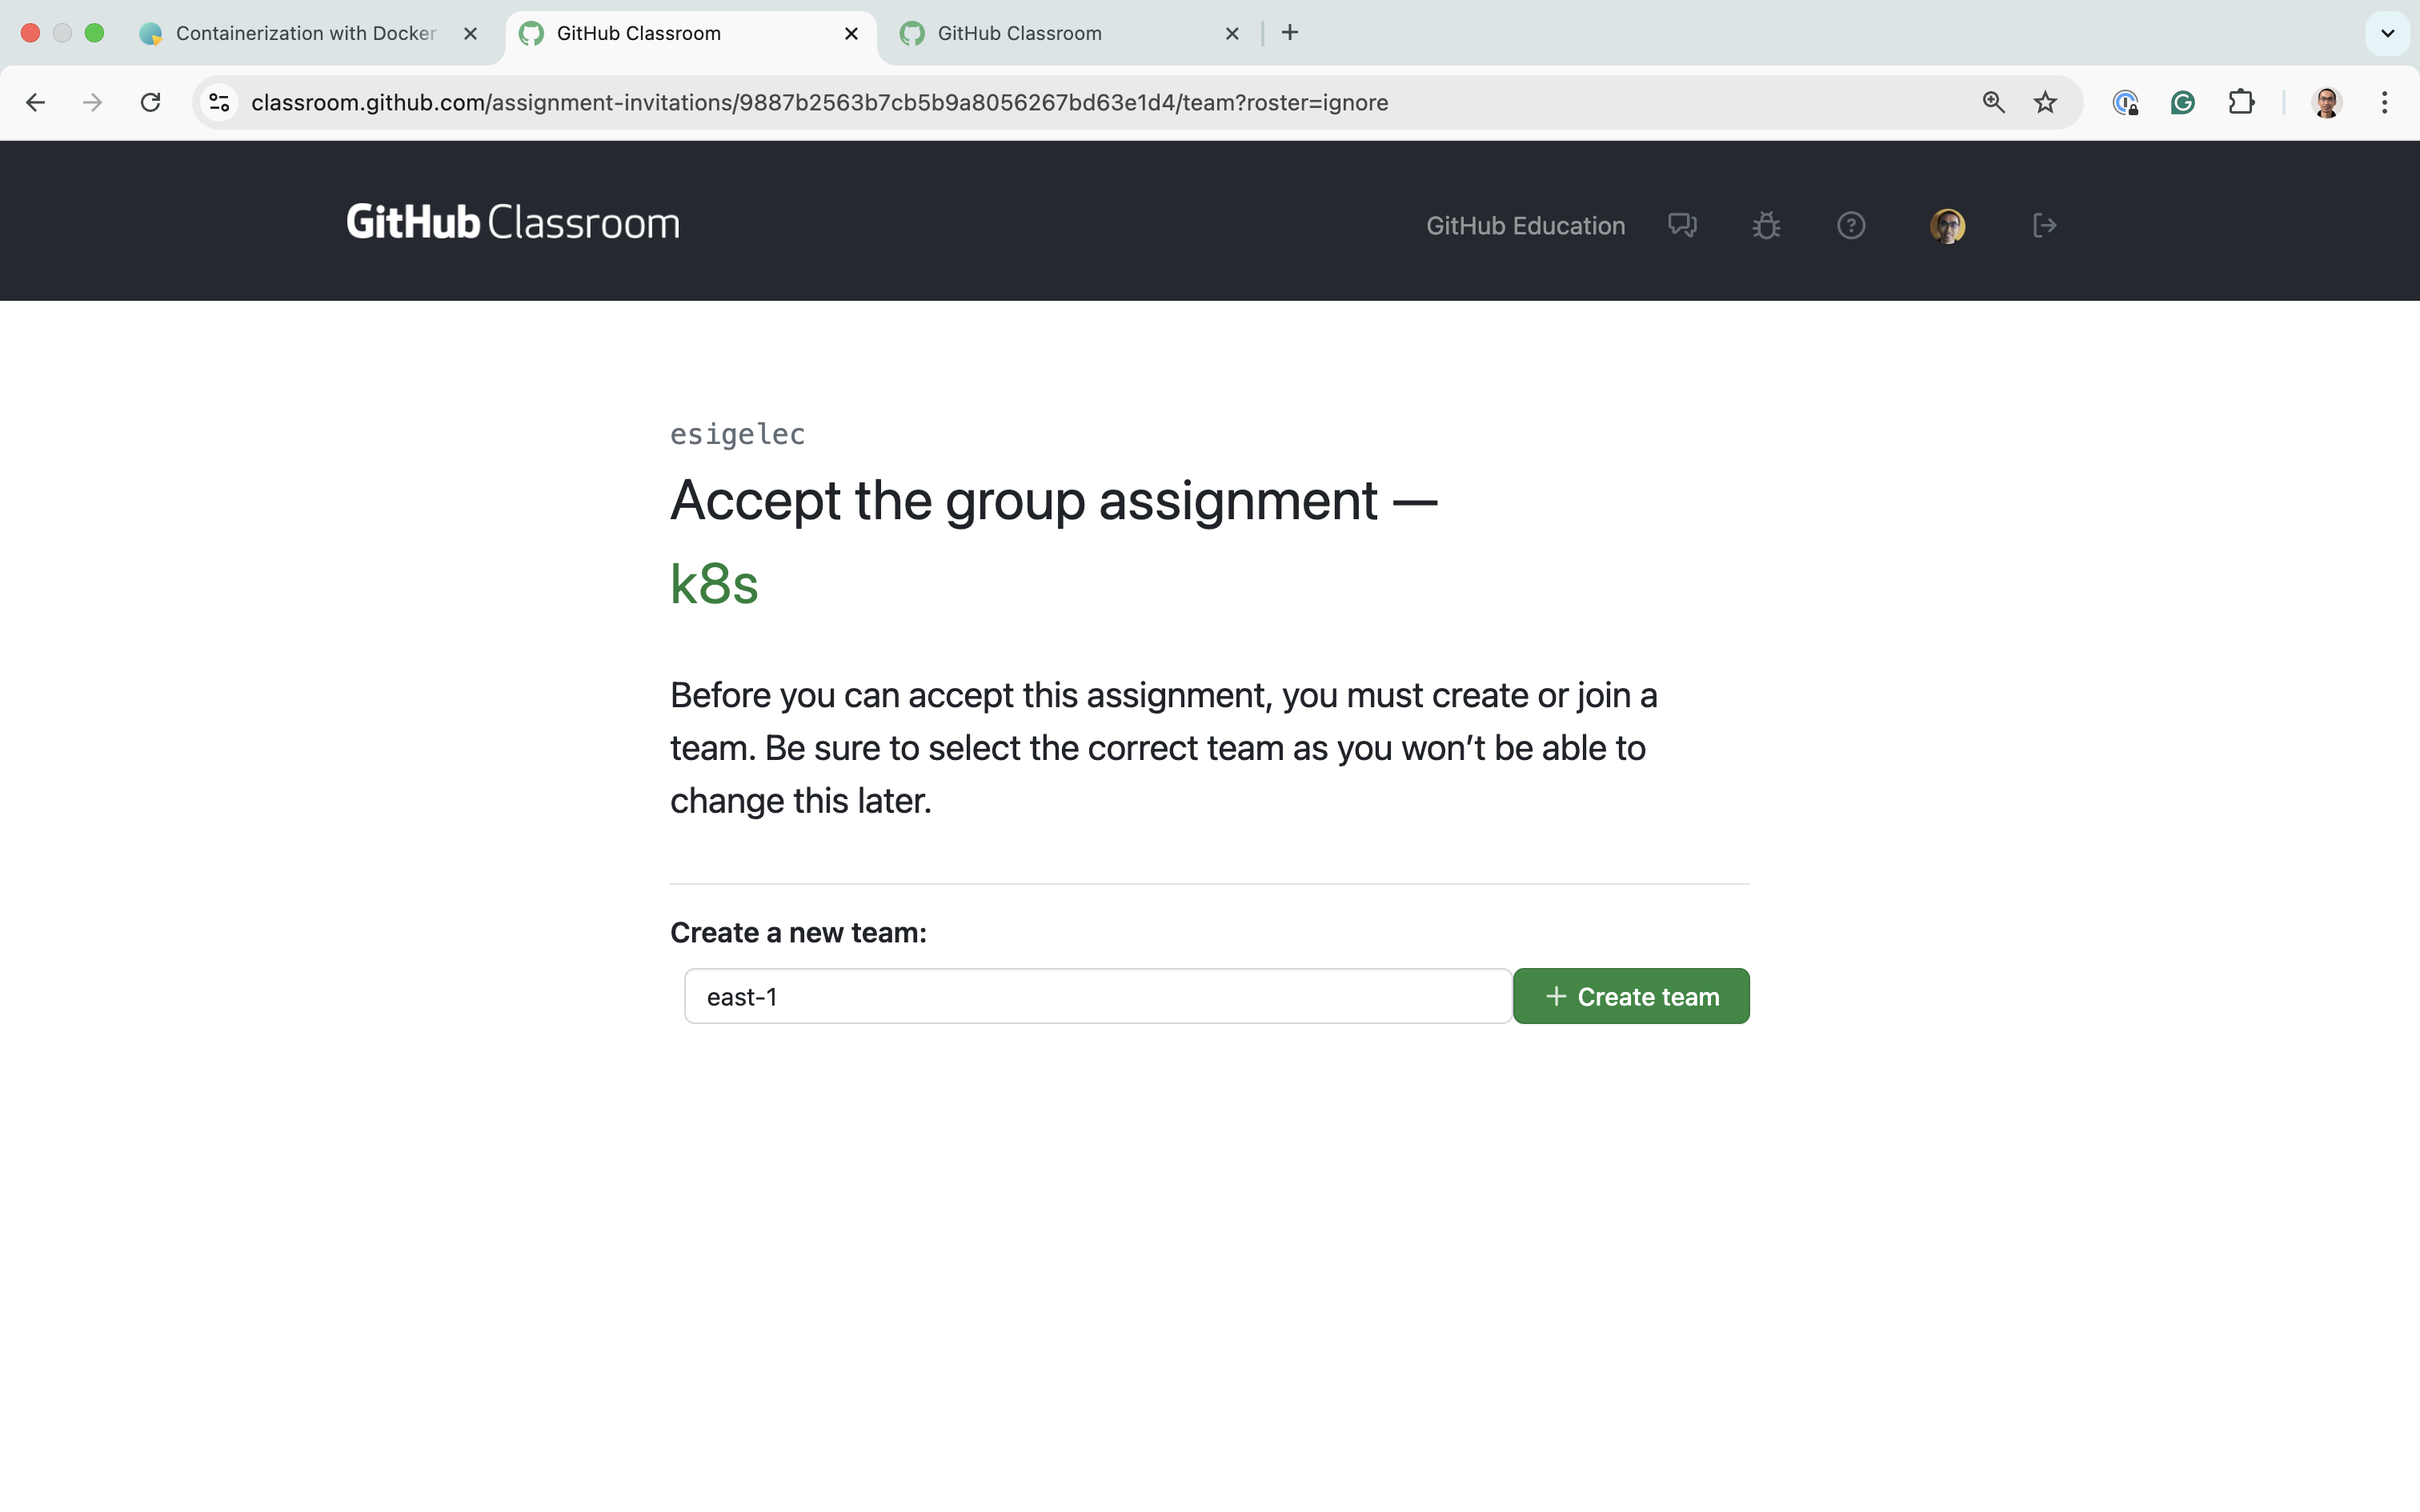 Containerization with Docker
GitHub Classroom
GitHub Classroom
classroom.github.com/assignment-invitations/9887b2563b7cb5b9a8056267bd63e1d4/team?roster=ignore
GitHub Classroom
GitHub Education
esigelec
Accept the group assignment —
k8s
Before you can accept this assignment, you must create or join a
team. Be sure to select the correct team as you won’t be able to
change this later.
Create a new team:
east-1
Create team